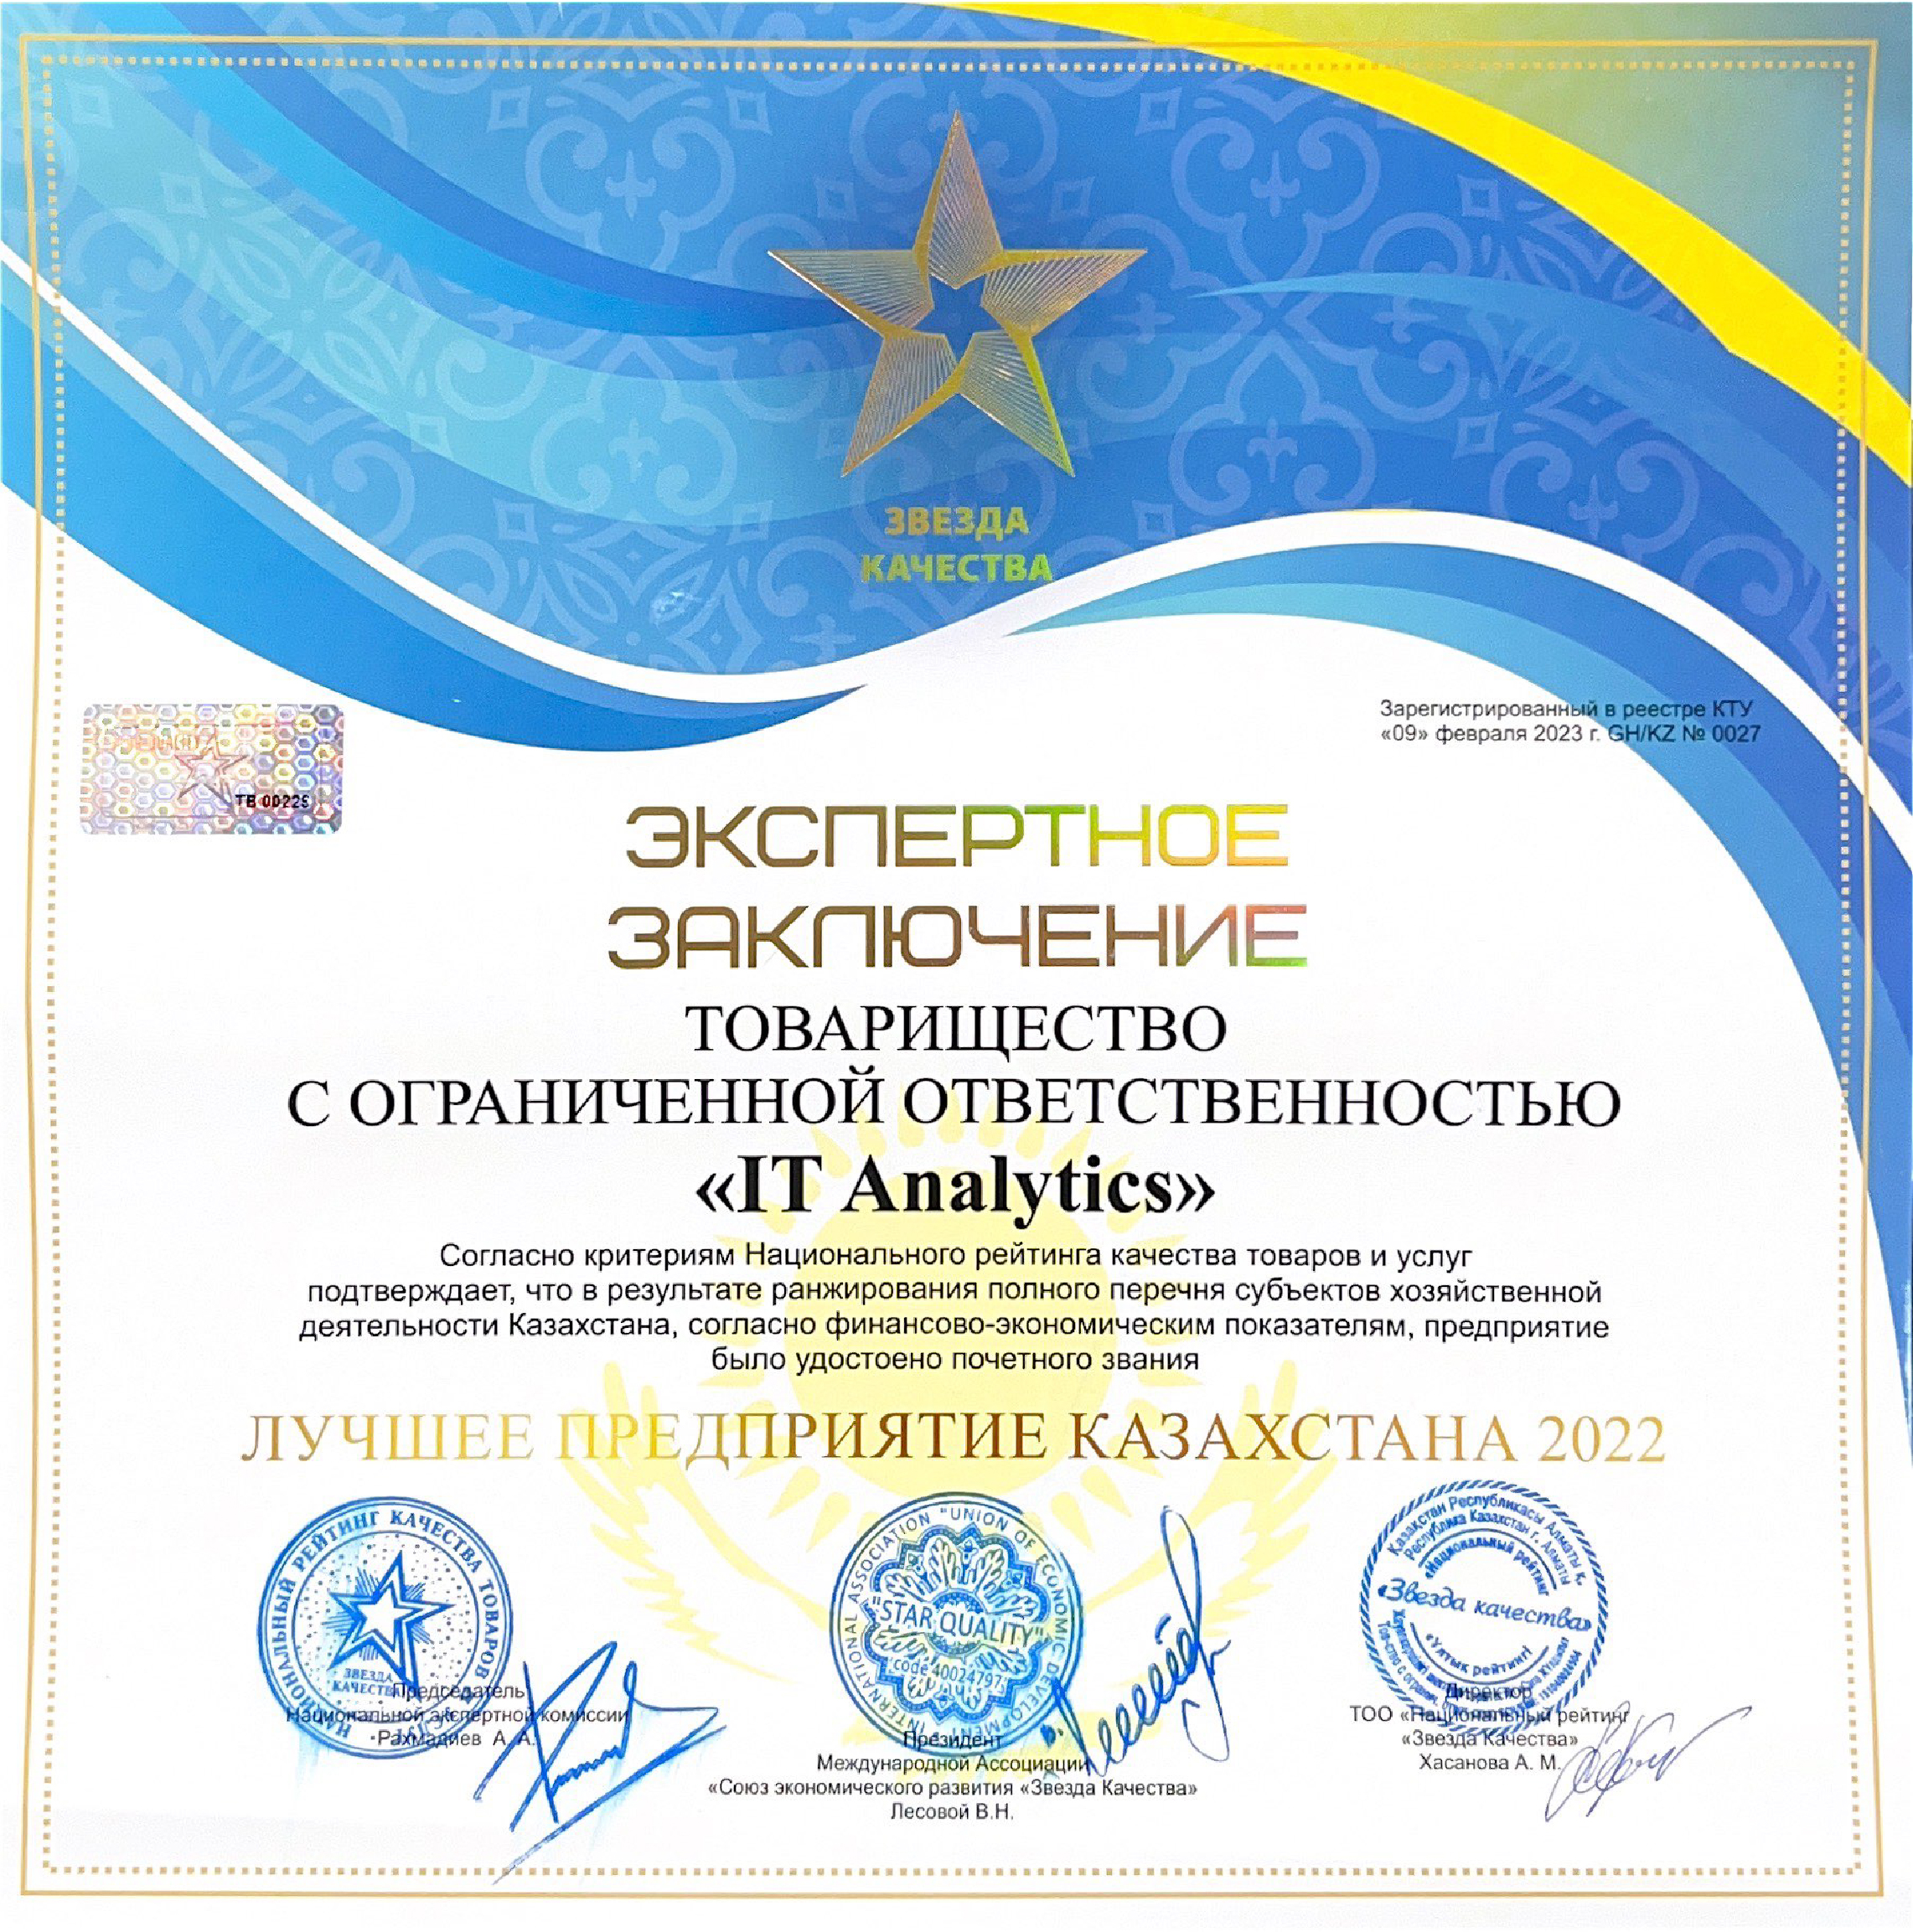 ЗВЕЗДА
КАЧЕСТВА
Зарегистрированный в реестре КТУ
«09» февраля 2023 г. GH/KZ № 0027
ТЕ 00225
ЭКСПЕРТНОЕ
ЗАКЛЮЧЕНИЕ
ТОВАРИЩЕСТВО
С ОГРАНИЧЕННОЙ ОТВЕТСТВЕННОСТЬЮ
«IT Analytics»
Согласно критериям Национального рейтинга качества товаров и услуг
подтверждает, что в результате ранжирования полного перечня субъектов хозяйственной
деятельности Казахстана, согласно финансово-экономическим показателям, предприятие
было удостоено почетного звания
ЛУЧШЕЕ ПРЕДПРИЯТИЕ КАЗАХСТАНА 2022
НАЦИОНАЛЬНЫЙ РЕЙТИНГ КАЧЕСТВА ТОВАРОВ
ЗВЕЗДА
КАЧЕСТВА
Председатель
Национальной экспертной комиссии
Рахмадиев А. А.
INTERNATIONAL ASSOCIATION "UNION OF ECONOMIC DEVELOPMENT
"STAR QUALITY"
code 40024797
Президент
Международной Ассоциации
«Союз экономического развития «Звезда Качества»
Лесовой В.Н.
Қазақстан Республикасы Алматы қ.
Республика Казахстан г. Алматы
«Национальный рейтинг
«Звезда качества»
«Ұлттық рейтингі
Директор
ТОО «Национальный рейтинг
«Звезда Качества»
Хасанова А. М.